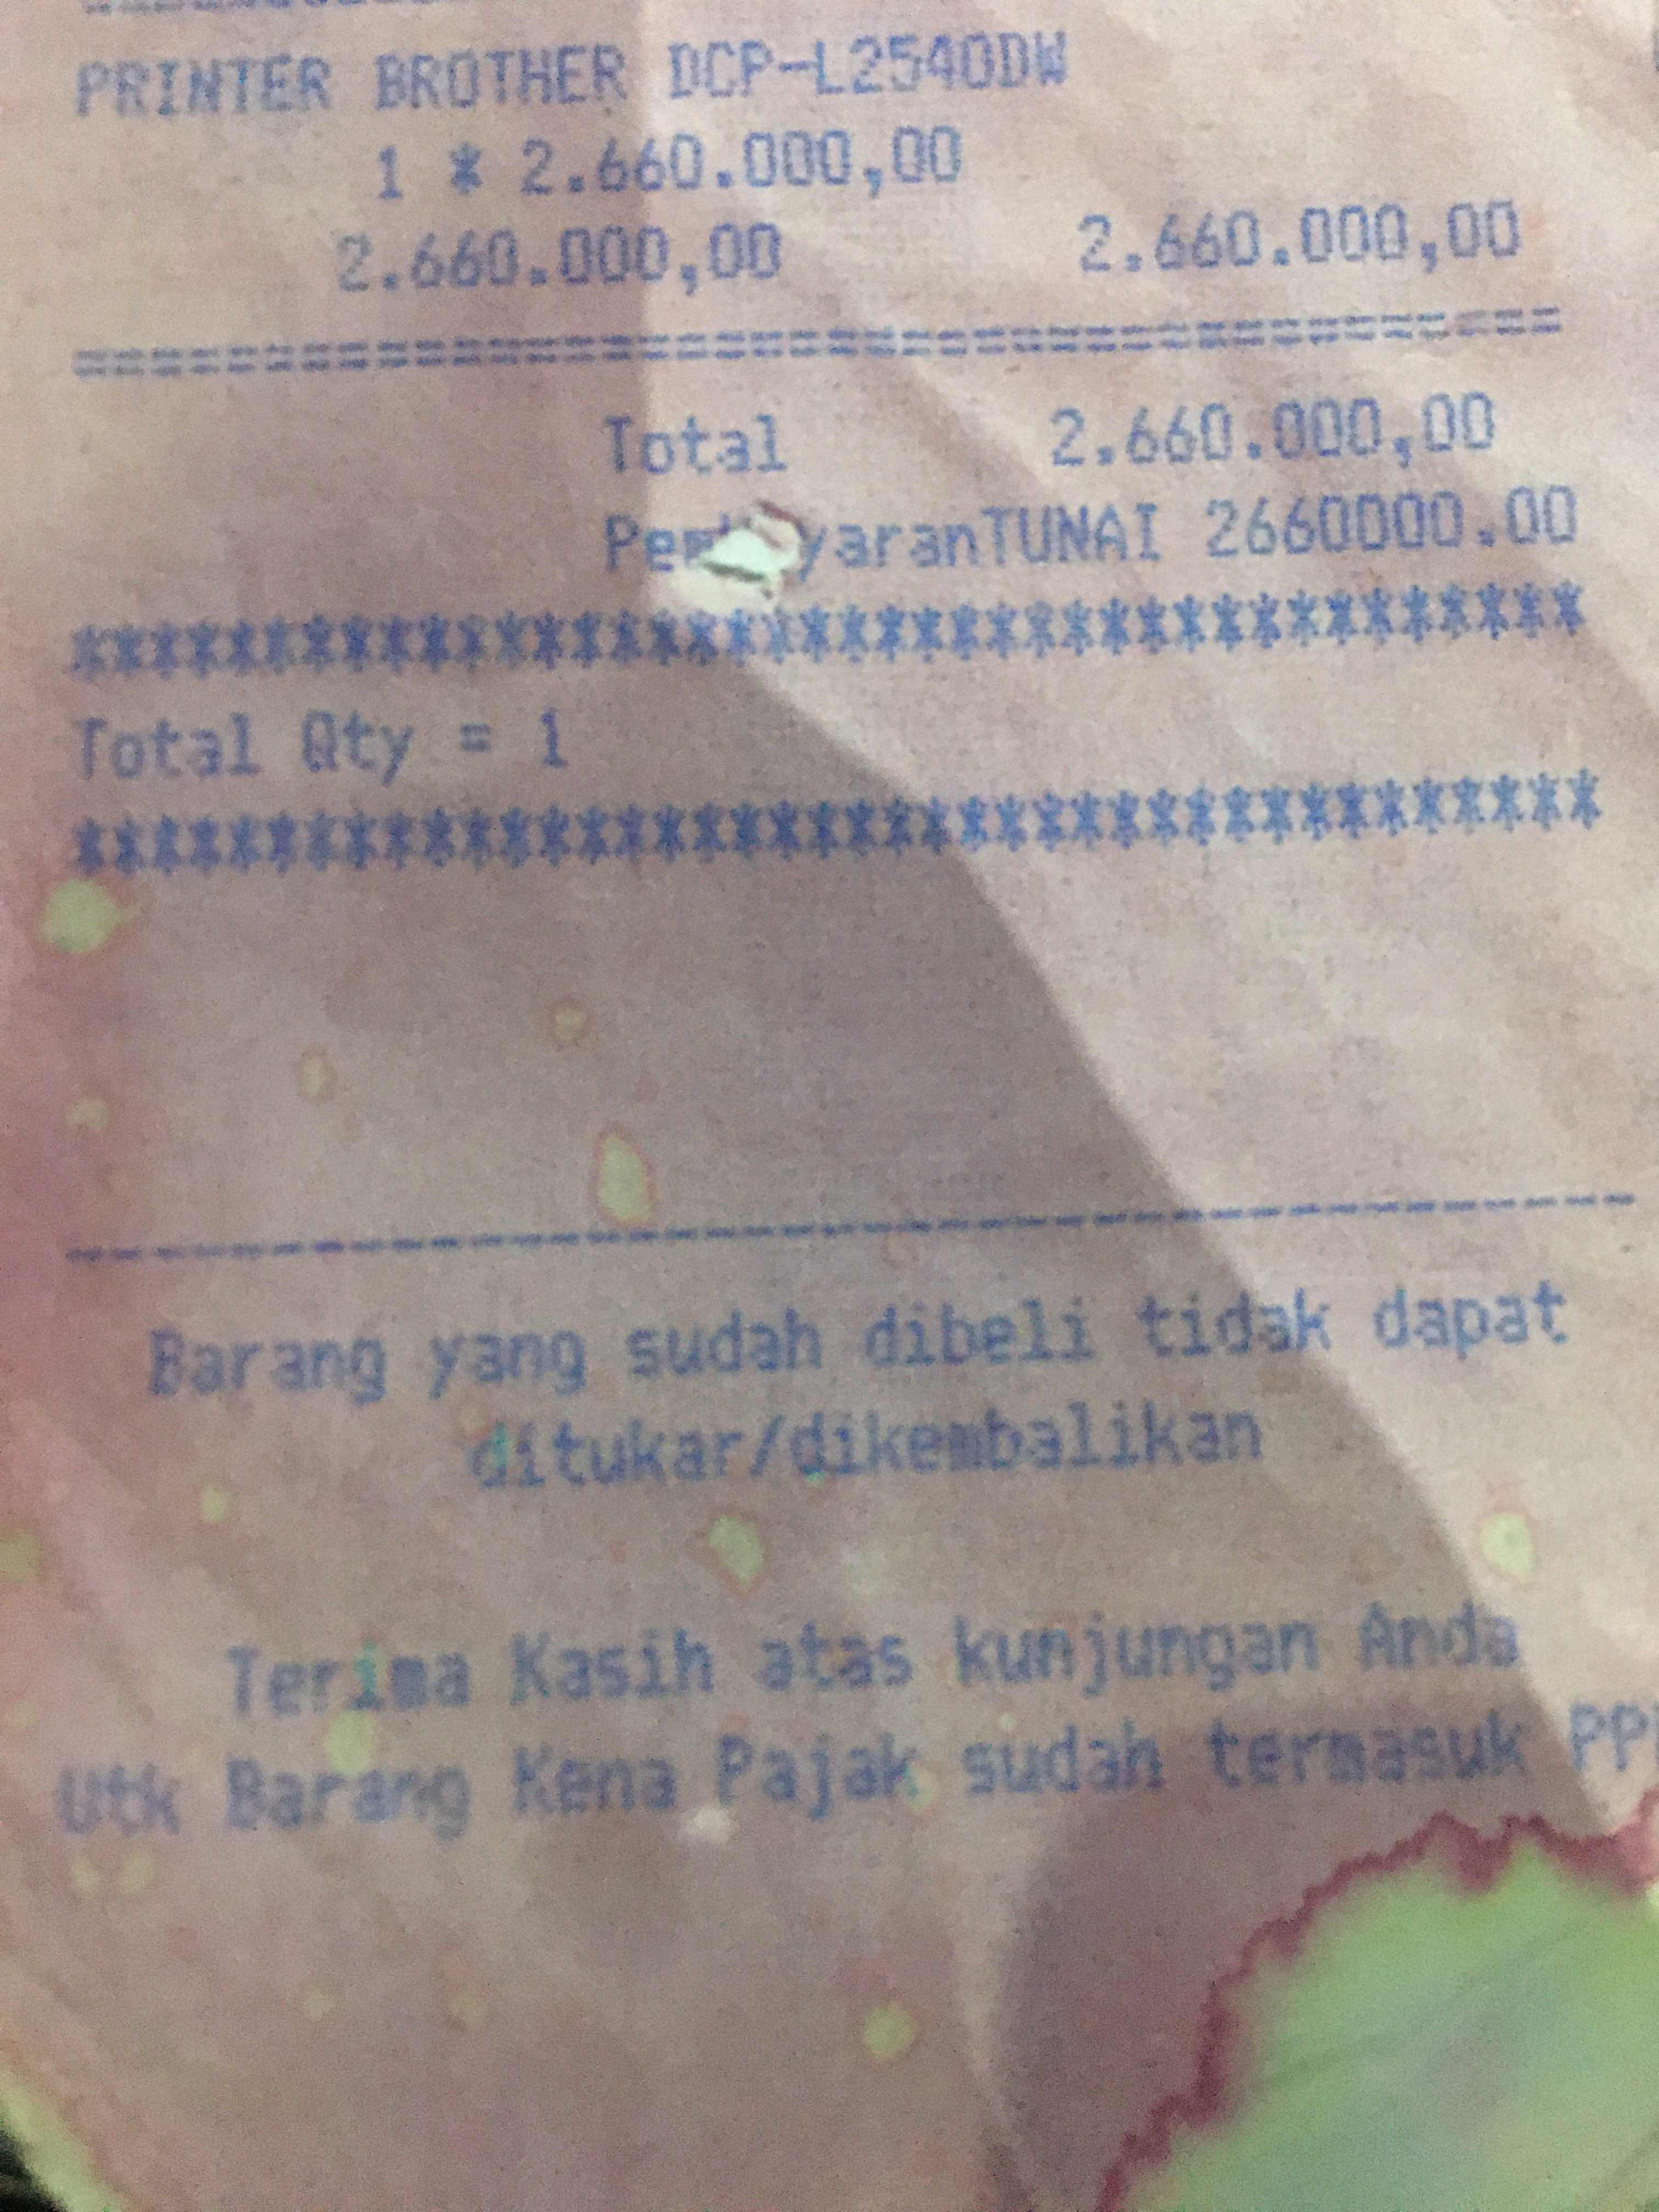 PRINTER BROTHER DCP-L2540DW
1 * 2.660.000,00
2.660.000,00 2.660.000,00
================================
Total 2.660.000,00
PembayaranTUNAI 2660000.00
****************************************
Total Qty = 1
****************************************
----------------------------------------
Barang yang sudah dibeli tidak dapat
ditukar/dikembalikan
Terima Kasih atas kunjungan Anda
Utk Barang Kena Pajak sudah termasuk